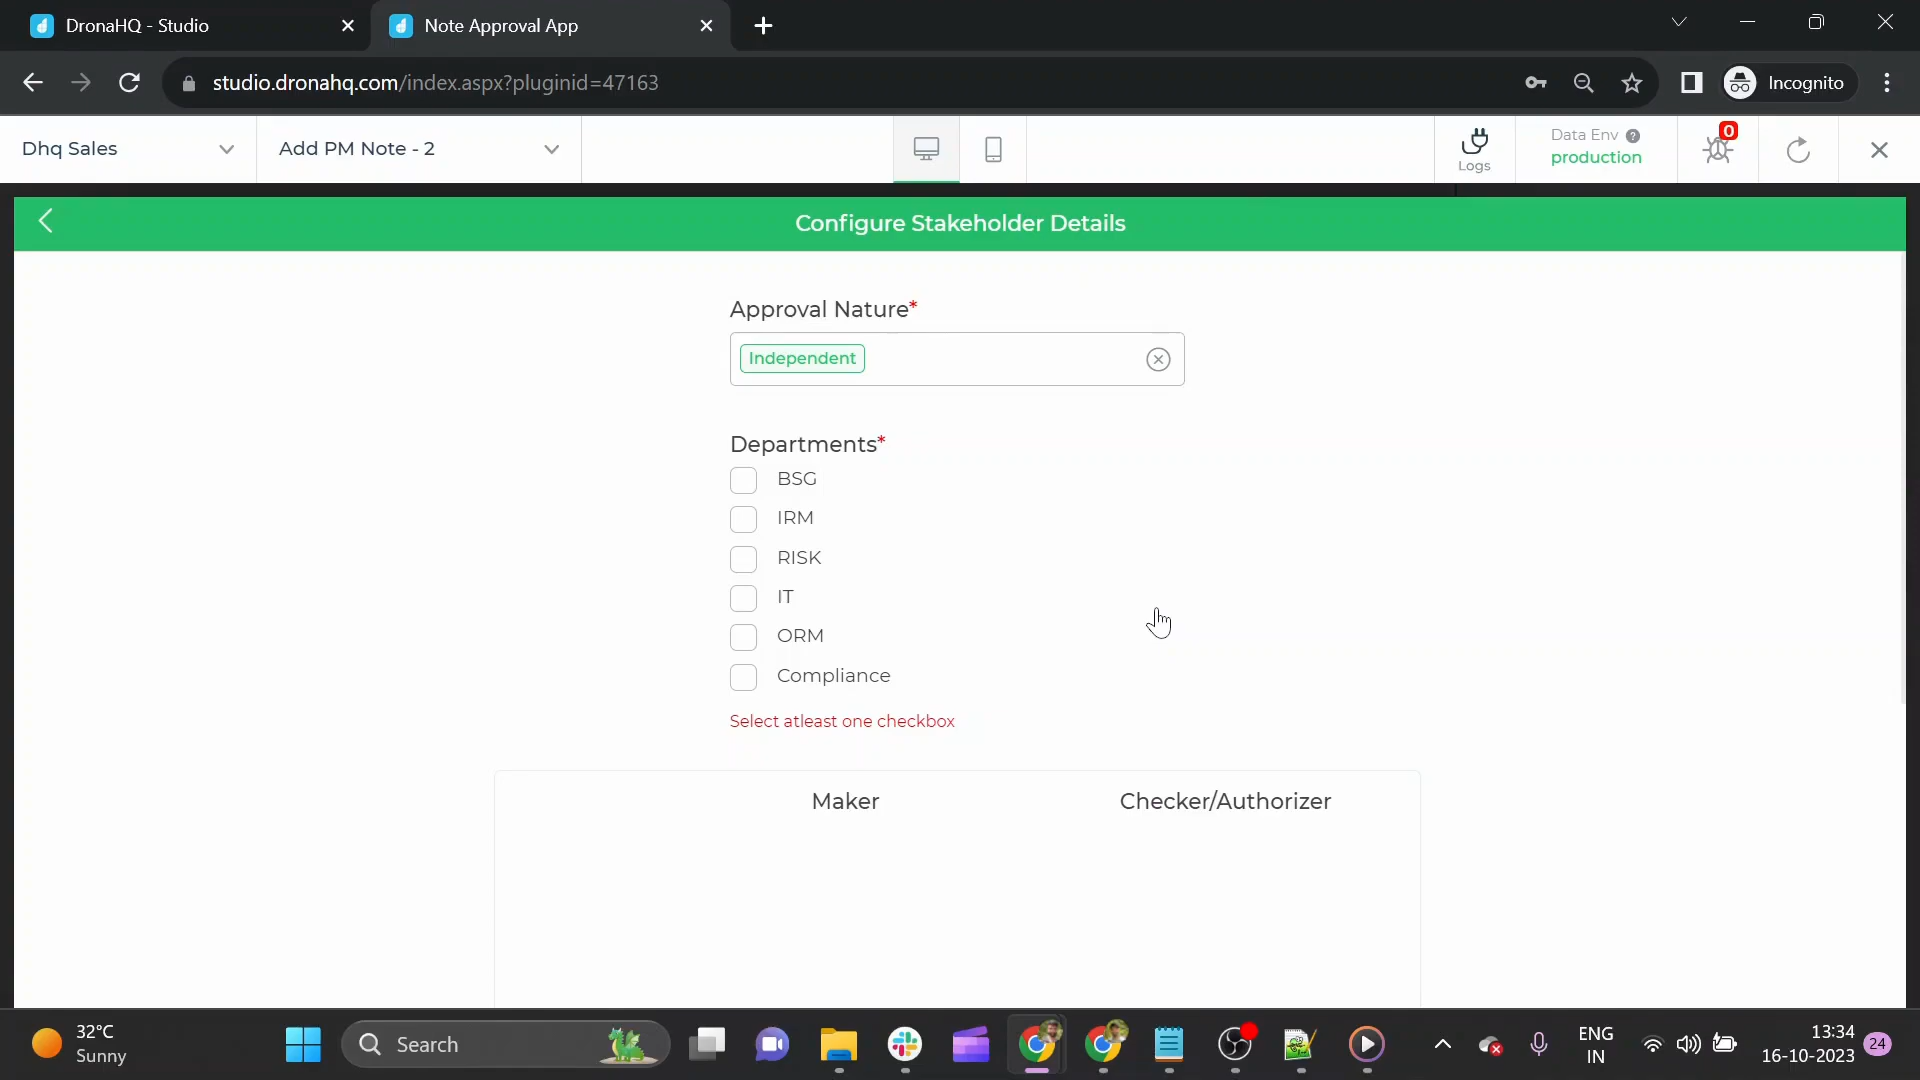 DronaHQ - Studio
Note Approval App
studio.dronahq.com/index.aspx?pluginid=47163
Incognito
Dhq Sales
Add PM Note - 2
Logs
Data Env
production
0
Configure Stakeholder Details
Approval Nature*
Independent
Departments*
BSG
IRM
RISK
IT
ORM
Compliance
Select atleast one checkbox
Maker
Checker/Authorizer
32°C
Sunny
Search
ENG
IN
13:34
16-10-2023
24